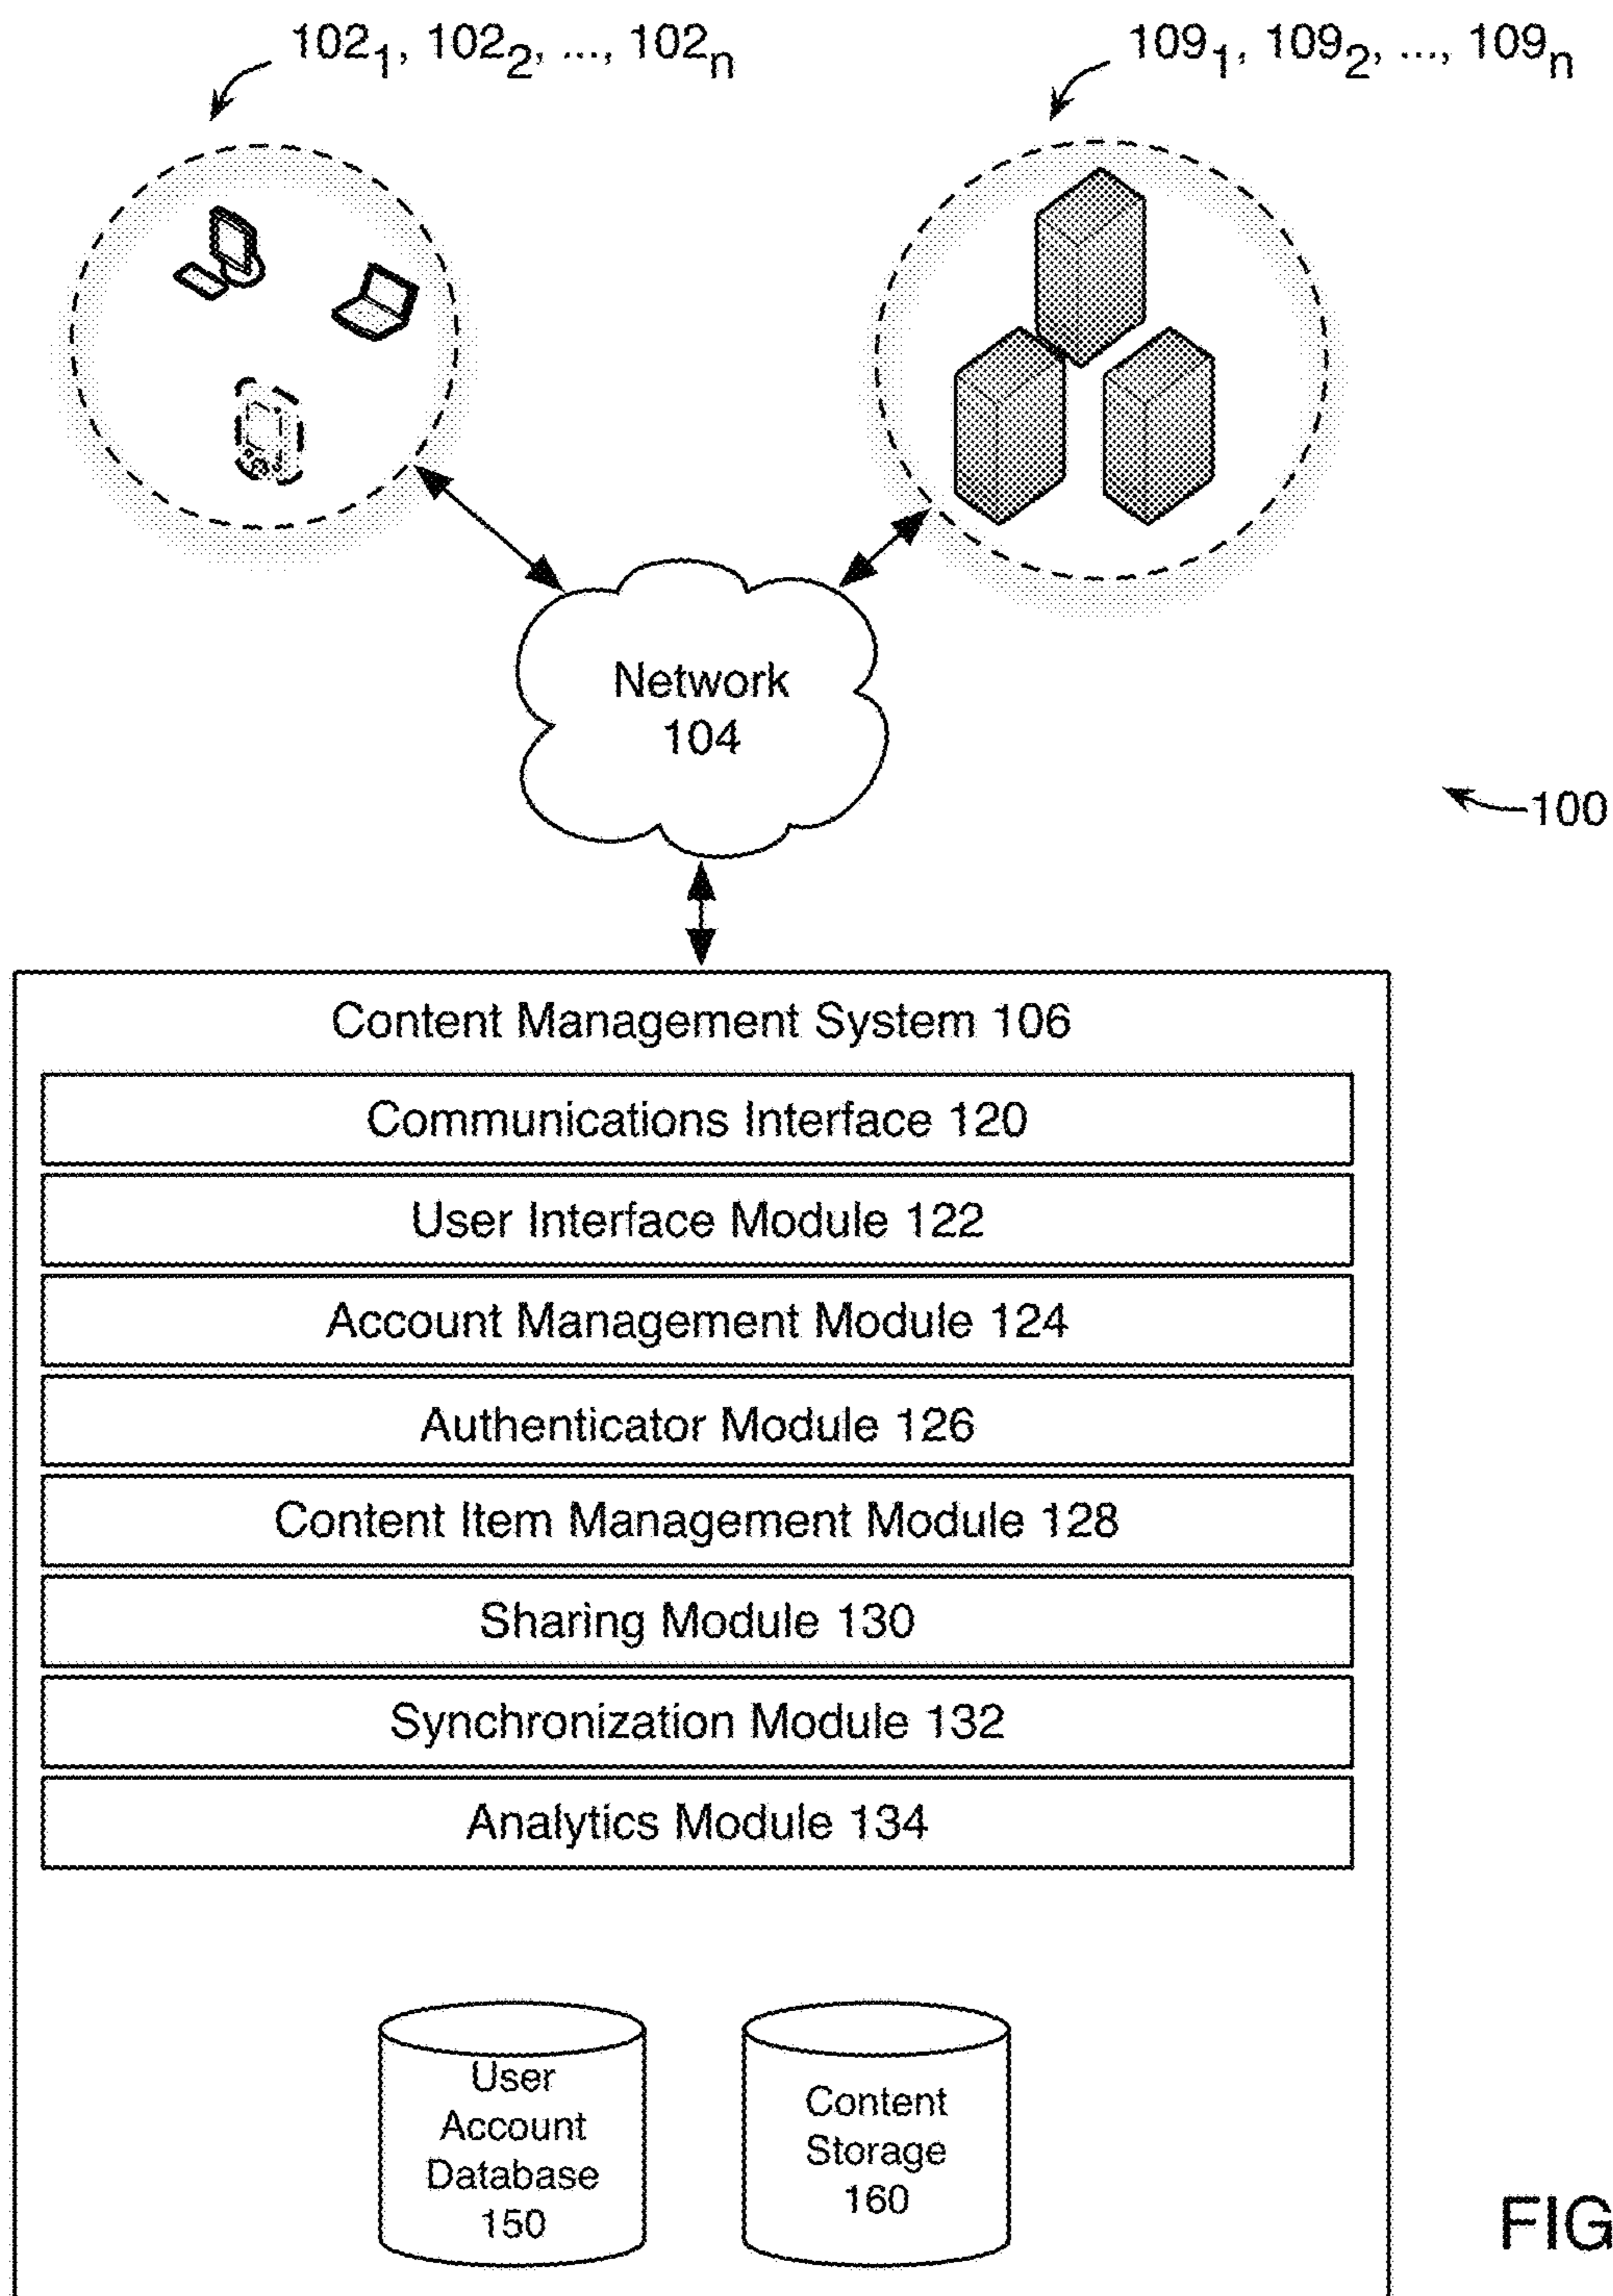 102₁, 102₂, ..., 102ₙ
109₁, 109₂, ..., 109ₙ
Network
104
100
Content Management System 106
Communications Interface 120
User Interface Module 122
Account Management Module 124
Authenticator Module 126
Content Item Management Module 128
Sharing Module 130
Synchronization Module 132
Analytics Module 134
User
Account
Database
150
Content
Storage
160
FIG